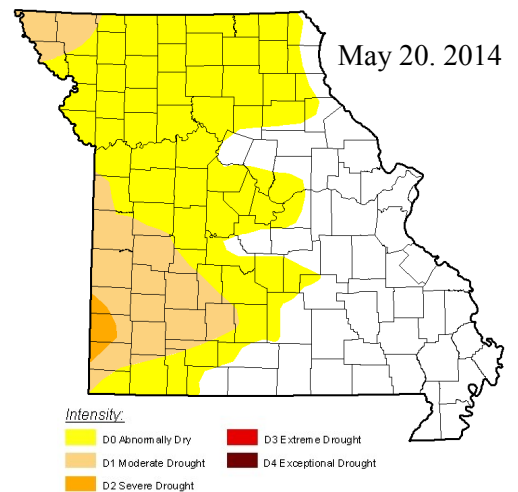 May 20. 2014
Intensity:
D0 Abnormally Dry
D1 Moderate Drought
D2 Severe Drought
D3 Extreme Drought
D4 Exceptional Drought